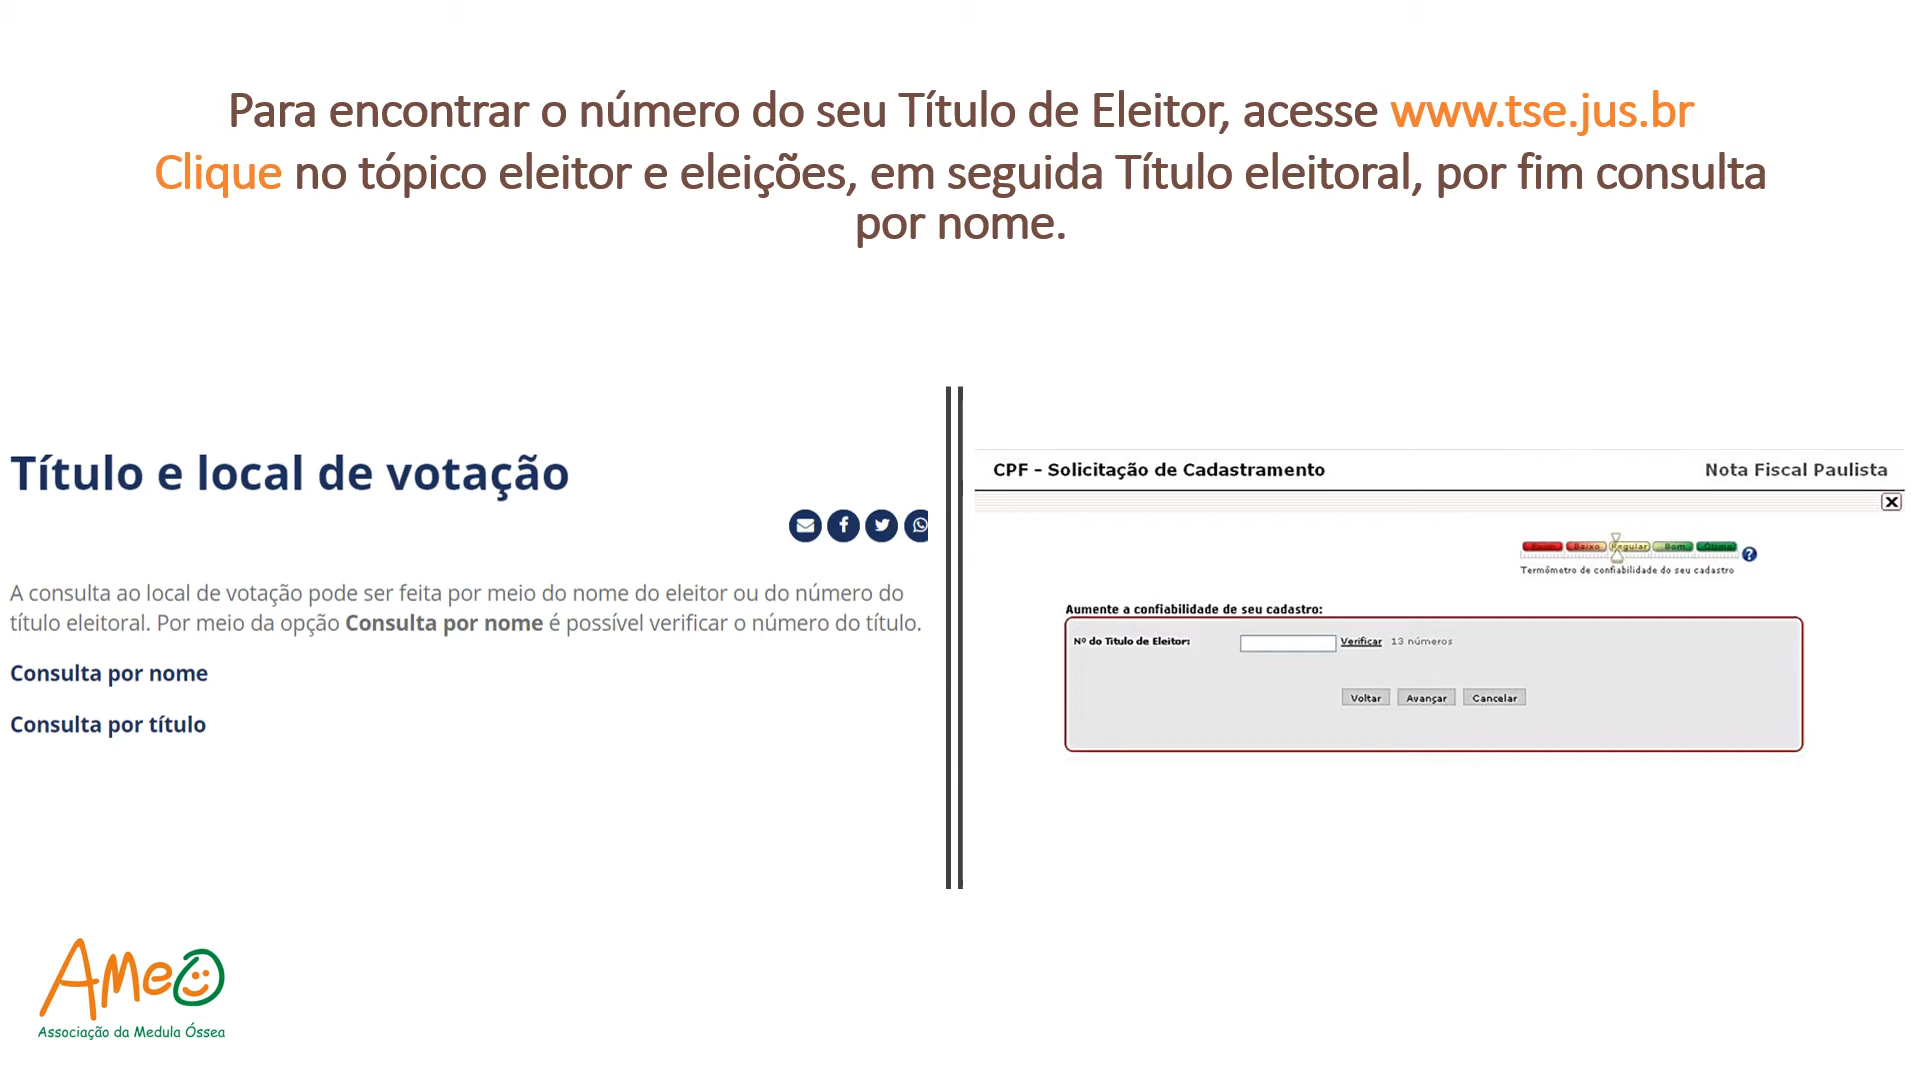 Para encontrar o número do seu Título de Eleitor, acesse www.tse.jus.br
Clique no tópico eleitor e eleições, em seguida Título eleitoral, por fim consulta
por nome.
Título e local de votação
A consulta ao local de votação pode ser feita por meio do nome do eleitor ou do número do
título eleitoral. Por meio da opção Consulta por nome é possível verificar o número do título.
Consulta por nome
Consulta por título
CPF - Solicitação de Cadastramento
Nota Fiscal Paulista
Baixo Regular Bom Ótimo
Termômetro de confiabilidade do seu cadastro
Aumente a confiabilidade de seu cadastro:
Nº do Titulo de Eleitor: Verificar 13 números
Voltar Avançar Cancelar
AMeO
Associação da Medula Óssea